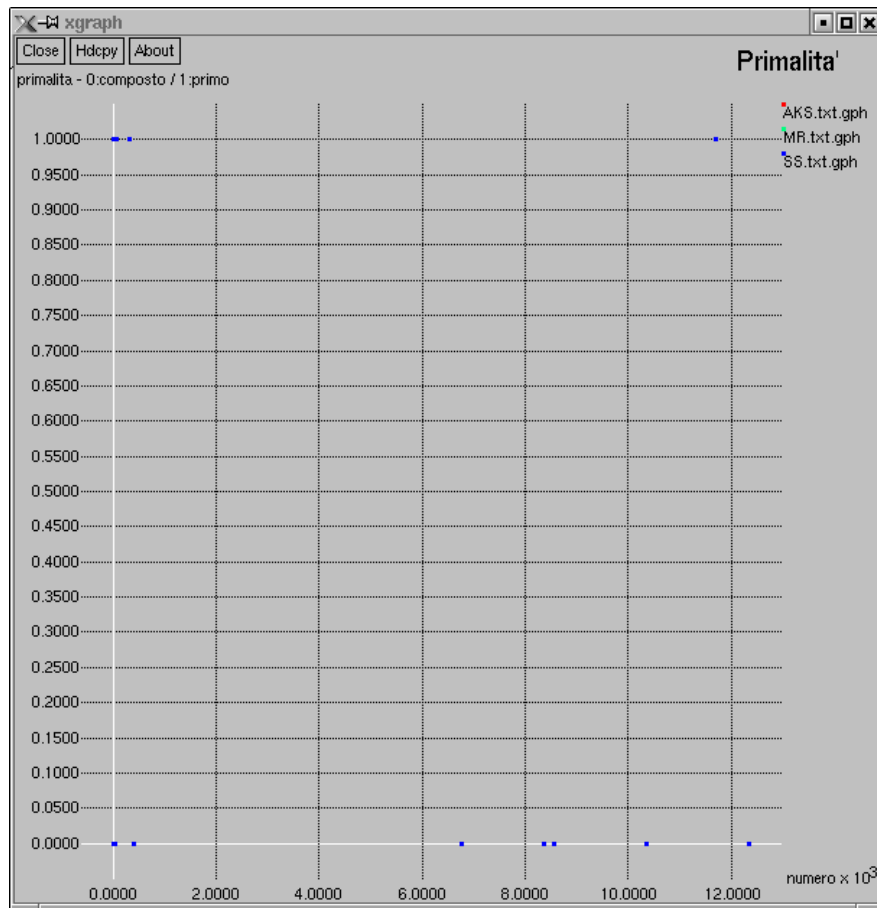 xgraph
Close Hdcpy About
Primalita'
primalita - 0:composto / 1:primo
AKS.txt.gph
MR.txt.gph
SS.txt.gph
1.0000
0.9500
0.9000
0.8500
0.8000
0.7500
0.7000
0.6500
0.6000
0.5500
0.5000
0.4500
0.4000
0.3500
0.3000
0.2500
0.2000
0.1500
0.1000
0.0500
0.0000
numero x 10³
0.0000 2.0000 4.0000 6.0000 8.0000 10.0000 12.0000